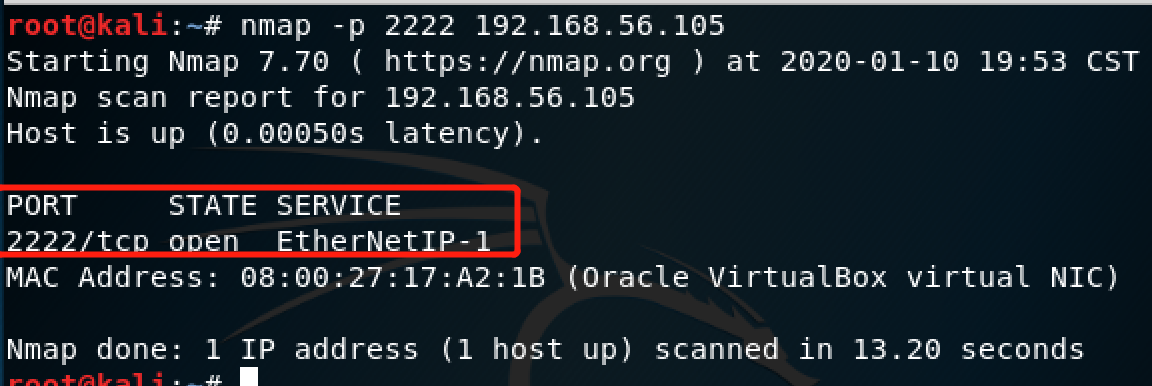 root@kali:~# nmap -p 2222 192.168.56.105
Starting Nmap 7.70 ( https://nmap.org ) at 2020-01-10 19:53 CST
Nmap scan report for 192.168.56.105
Host is up (0.00050s latency).
PORT     STATE SERVICE
2222/tcp open  EtherNetIP-1
MAC Address: 08:00:27:17:A2:1B (Oracle VirtualBox virtual NIC)
Nmap done: 1 IP address (1 host up) scanned in 13.20 seconds
root@kali:~#